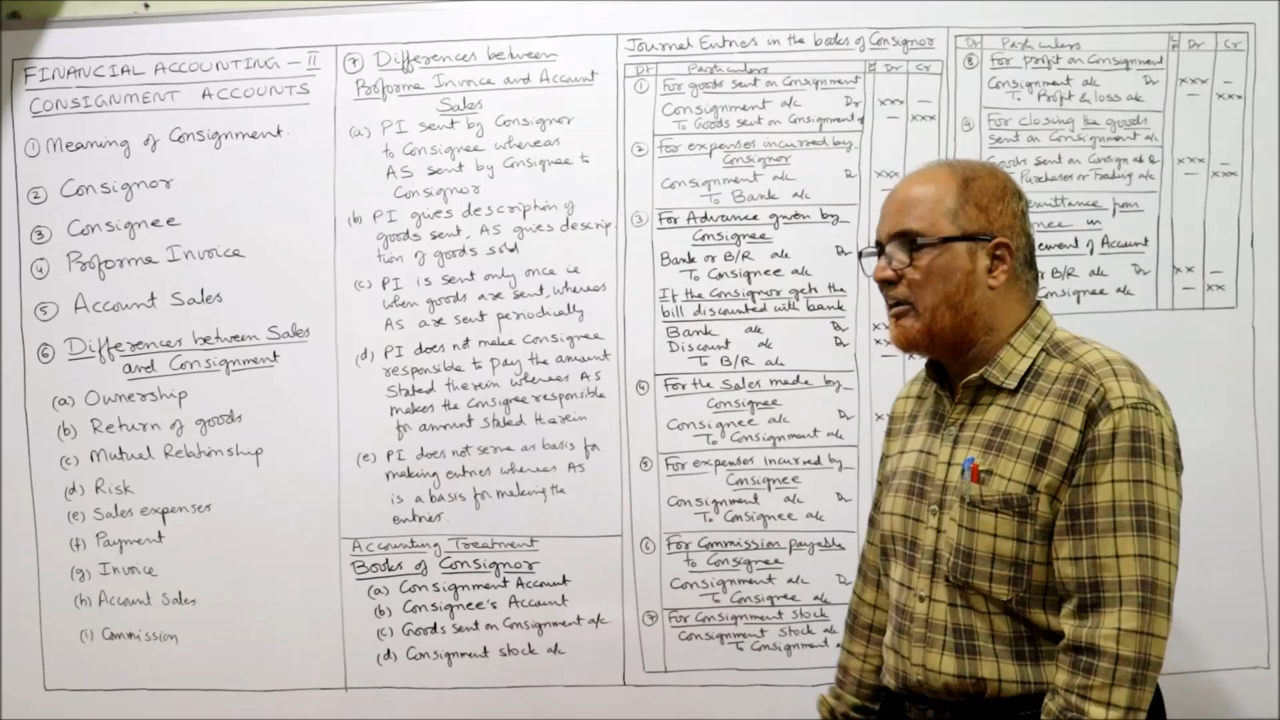 FINANCIAL ACCOUNTING - II
CONSIGNMENT ACCOUNTS
① Meaning of Consignment.
② Consignor
③ Consignee
④ Proforma Invoice
⑤ Account Sales
⑥ Differences between Sales
and Consignment
(a) Ownership
(b) Return of goods
(c) Mutual Relationship
(d) Risk
(e) Sales expenses
(f) Payment
(g) Invoice
(h) Account Sales
(i) Commission
⑦ Differences between
Proforma Invoice and Account
Sales
(a) PI sent by Consignor
to Consignee whereas
AS sent by Consignee to
Consignor.
(b) PI gives description of
goods sent, AS gives descrip-
tion of goods sold
(c) PI is sent only once ie
when goods are sent, whereas
AS are sent periodically.
(d) PI does not make Consignee
responsible to pay the amount
stated therein whereas AS
makes the Consignee responsible
for amount stated therein
(e) PI does not serve as basis for
making entries whereas AS
is a basis for making the
entries.
Accounting Treatment
Books of Consignor
(a) Consignment Account
(b) Consignee's Account
(c) Goods sent on Consignment a/c.
(d) Consignment stock a/c
Journal Entries in the books of Consignor
Dt Particulars Dr Cr
① For goods sent on Consignment
Consignment a/c Dr xxx —
To Goods sent on Consignment — xxx
② For expenses incurred by
Consignor
Consignment a/c D xxx
To Bank a/c
③ For Advance given by
Consignee
Bank or B/R a/c Dr
To Consignee a/c
If the Consignor gets the
bill discounted with bank
Bank a/c Dr
Discount a/c Dr
To B/R a/c
④ For the Sales made by
Consignee
Consignee a/c Dr
To Consignment a/c
⑤ For expenses incurred by
Consignee
Consignment a/c Dr
To Consignee a/c
⑥ For Commission payable
to Consignee
Consignment a/c Dr
To Consignee a/c
⑦ For Consignment stock
Consignment stock a/c
To Consignment
Dt Particulars LF Dr Cr
⑧ For profit on Consignment
Consignment a/c Dr xxx —
To Profit & loss a/c — xxx
⑨ For closing the goods
sent on Consignment a/c
Goods sent on Consign xxx —
To Purchases or Trading a/c — xxx
emittance from
nee in
ement of Account
B/R a/c Dr xx —
Consignee a/c — xx